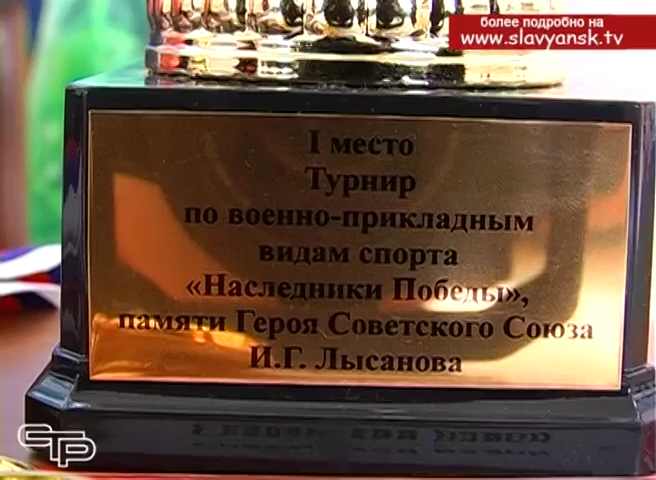 более подробно на
www.slavyansk.tv
I место
Турнир
по военно-прикладным
видам спорта
«Наследники Победы»,
памяти Героя Советского Союза
И.Г. Лысанова
СТР